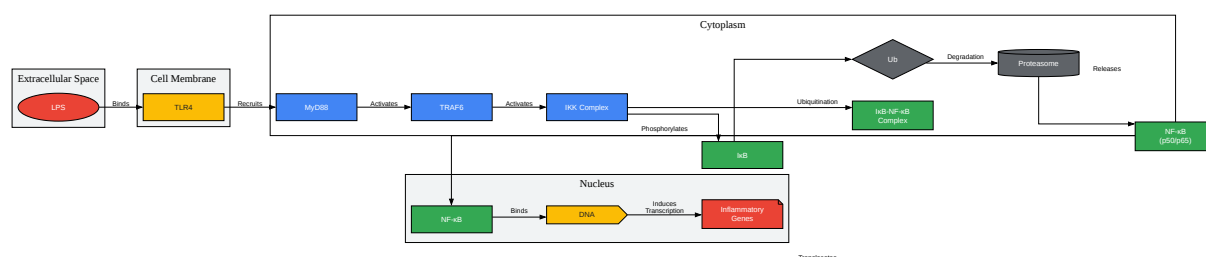 Cytoplasm
Extracellular Space
LPS
Binds
Cell Membrane
TLR4
Recruits
MyD88
Activates
TRAF6
Activates
IKK Complex
Ubiquitination
Phosphorylates
Ub
Degradation
Proteasome
Releases
IκB-NF-κB
Complex
IκB
NF-κB
(p50/p65)
Nucleus
NF-κB
Binds
DNA
Induces
Transcription
Inflammatory
Genes